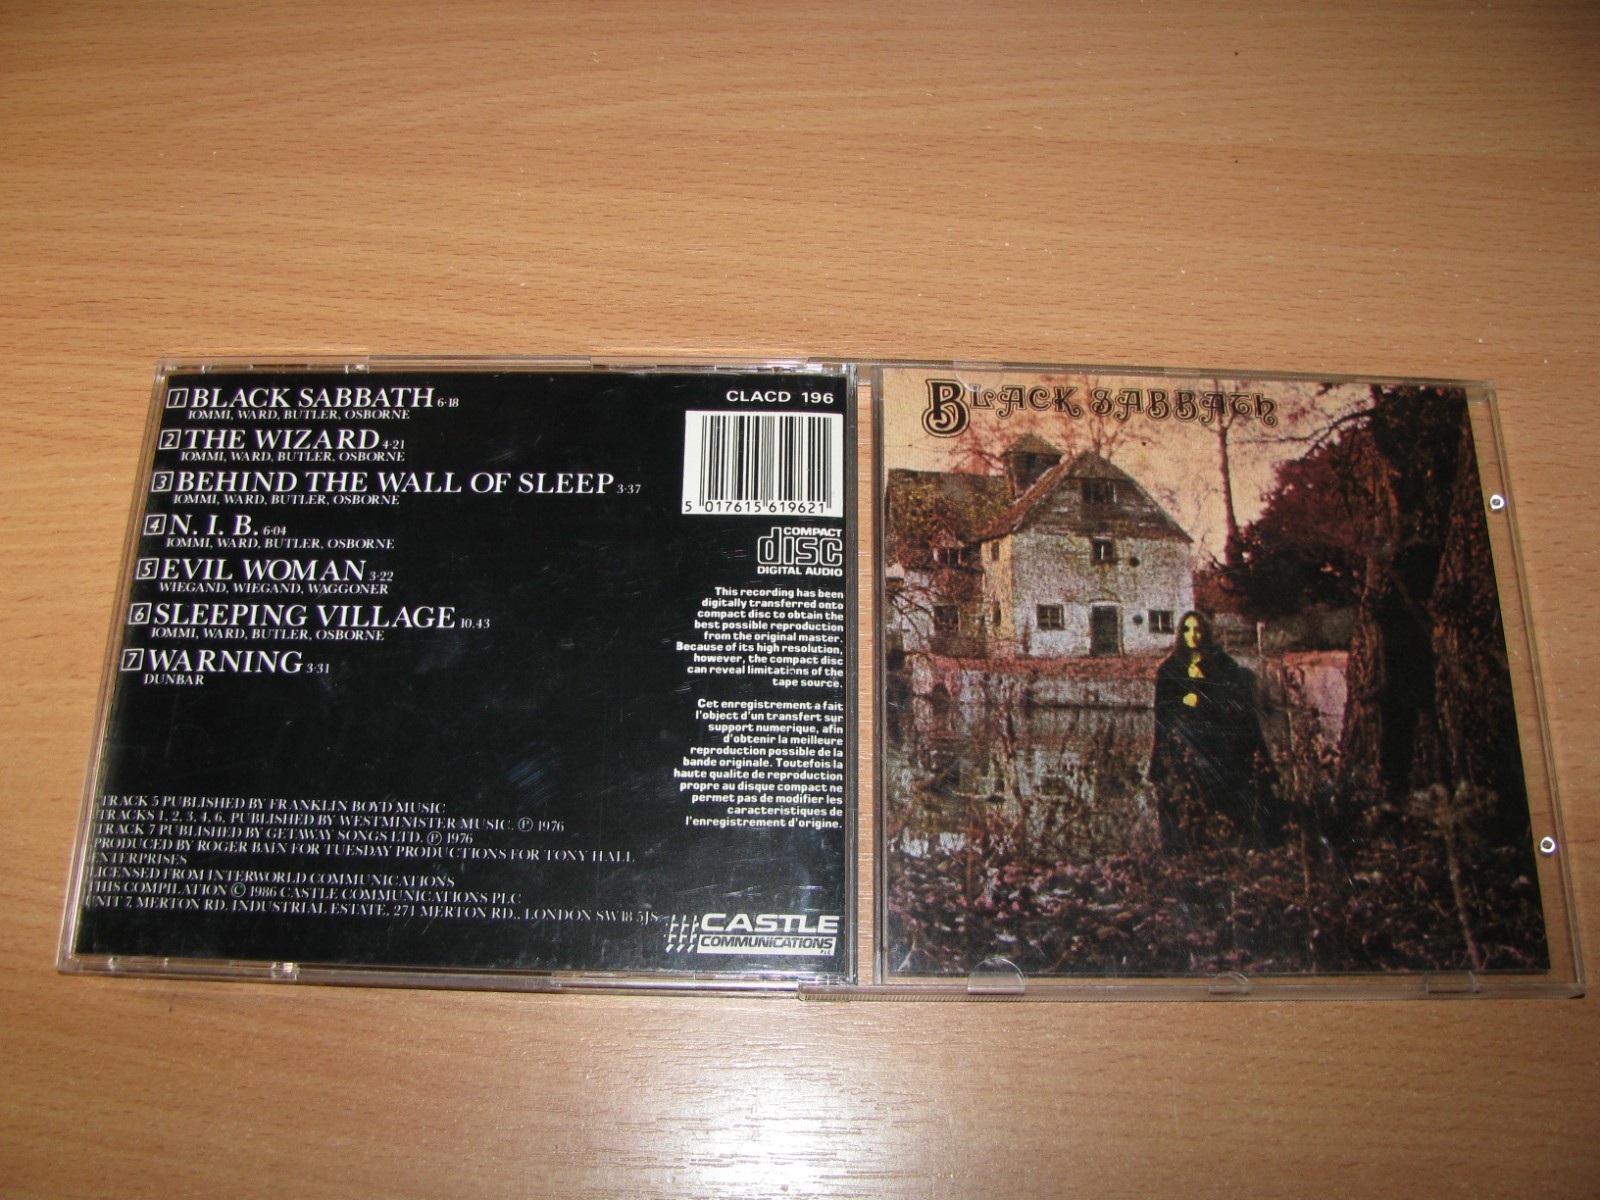 1 BLACK SABBATH 6·18
IOMMI, WARD, BUTLER, OSBORNE
2 THE WIZARD 4·21
IOMMI, WARD, BUTLER, OSBORNE
3 BEHIND THE WALL OF SLEEP 3·37
IOMMI, WARD, BUTLER, OSBORNE
4 N. I. B. 6·04
IOMMI, WARD, BUTLER, OSBORNE
5 EVIL WOMAN 3·22
WIEGAND, WIEGAND, WAGGONER
6 SLEEPING VILLAGE 10.43
IOMMI, WARD, BUTLER, OSBORNE
7 WARNING 3·31
DUNBAR
TRACK 5 PUBLISHED BY FRANKLIN BOYD MUSIC
TRACKS 1, 2, 3, 4, 6, PUBLISHED BY WESTMINISTER MUSIC. ℗ 1976
TRACK 7 PUBLISHED BY GETAWAY SONGS LTD. ℗ 1976
PRODUCED BY ROGER BAIN FOR TUESDAY PRODUCTIONS FOR TONY HALL
ENTERPRISES
LICENSED FROM INTERWORLD COMMUNICATIONS
THIS COMPILATION © 1986 CASTLE COMMUNICATIONS PLC
UNIT 7, MERTON RD. INDUSTRIAL ESTATE. 271 MERTON RD., LONDON SW18 5JS
CLACD 196
5 017615 619621
COMPACT
disc
DIGITAL AUDIO
This recording has been
digitally transferred onto
compact disc to obtain the
best possible reproduction
from the original master.
Because of its high resolution,
however, the compact disc
can reveal limitations of the
tape source.
Cet enregistrement a fait
l'object d'un transfert sur
support numerique, afin
d'obtenir la meilleure
reproduction possible de la
bande originale. Toutefois la
haute qualite de reproduction
propre au disque compact ne
permet pas de modifier les
caracteristiques de
l'enregistrement d'origine.
CASTLE
COMMUNICATIONS
PLC
BLACK SABBATH